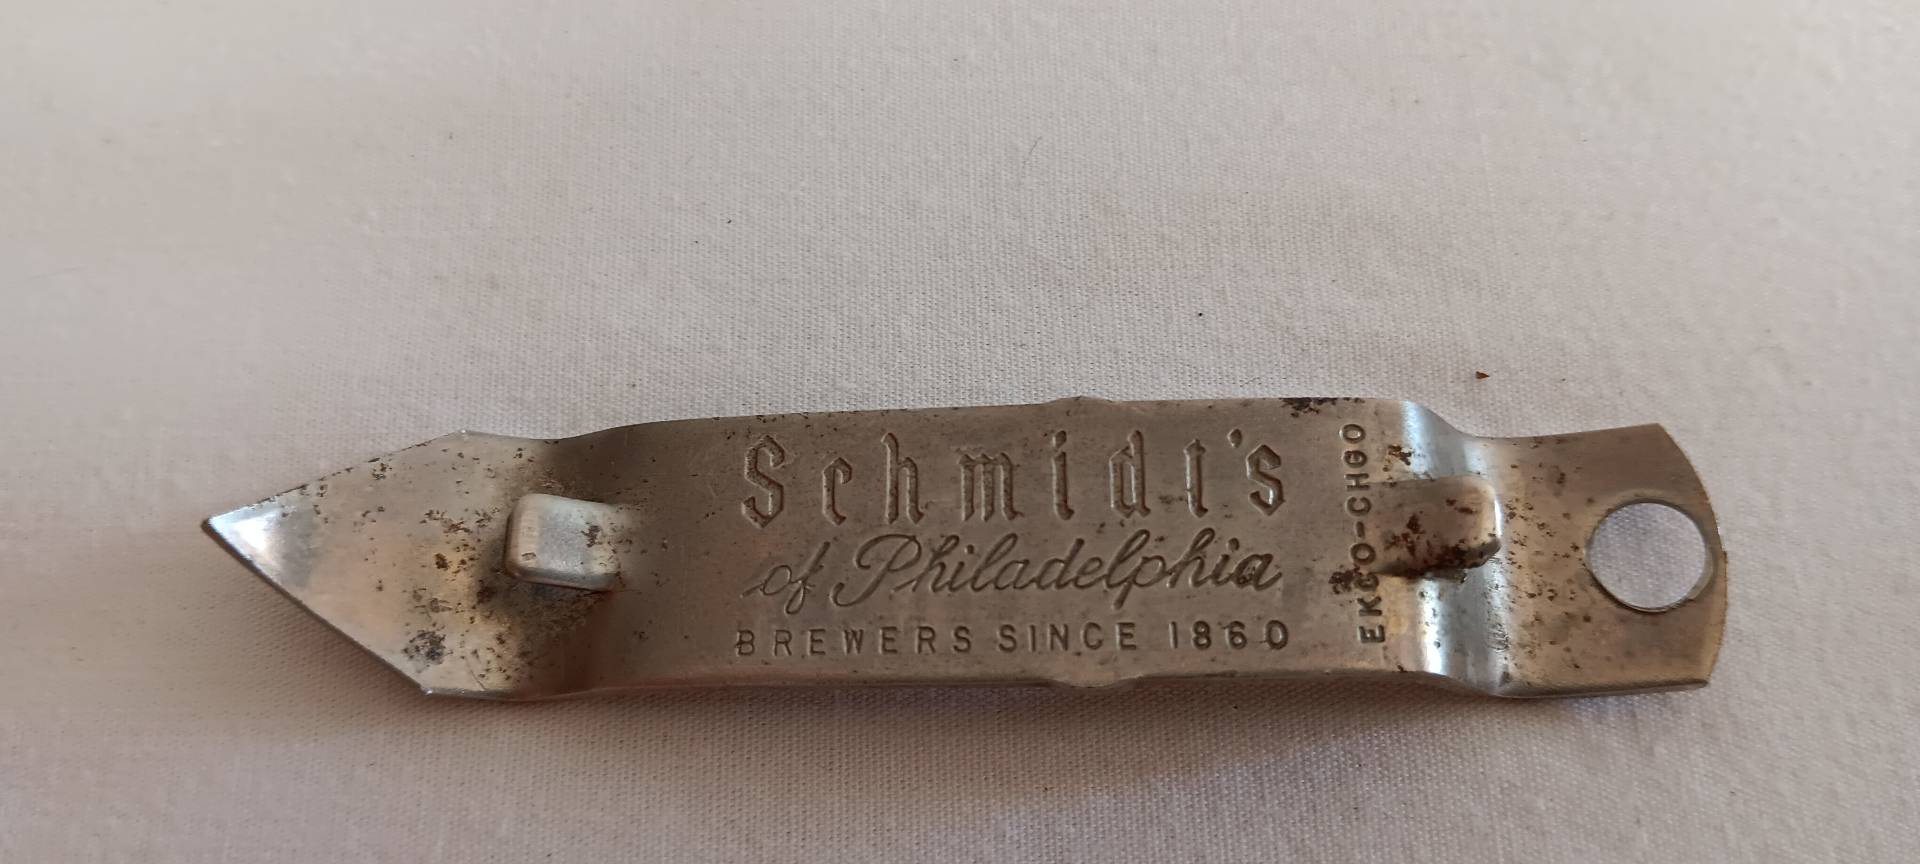 Schmidt's
of Philadelphia
BREWERS SINCE 1860
EKCO-CHGO